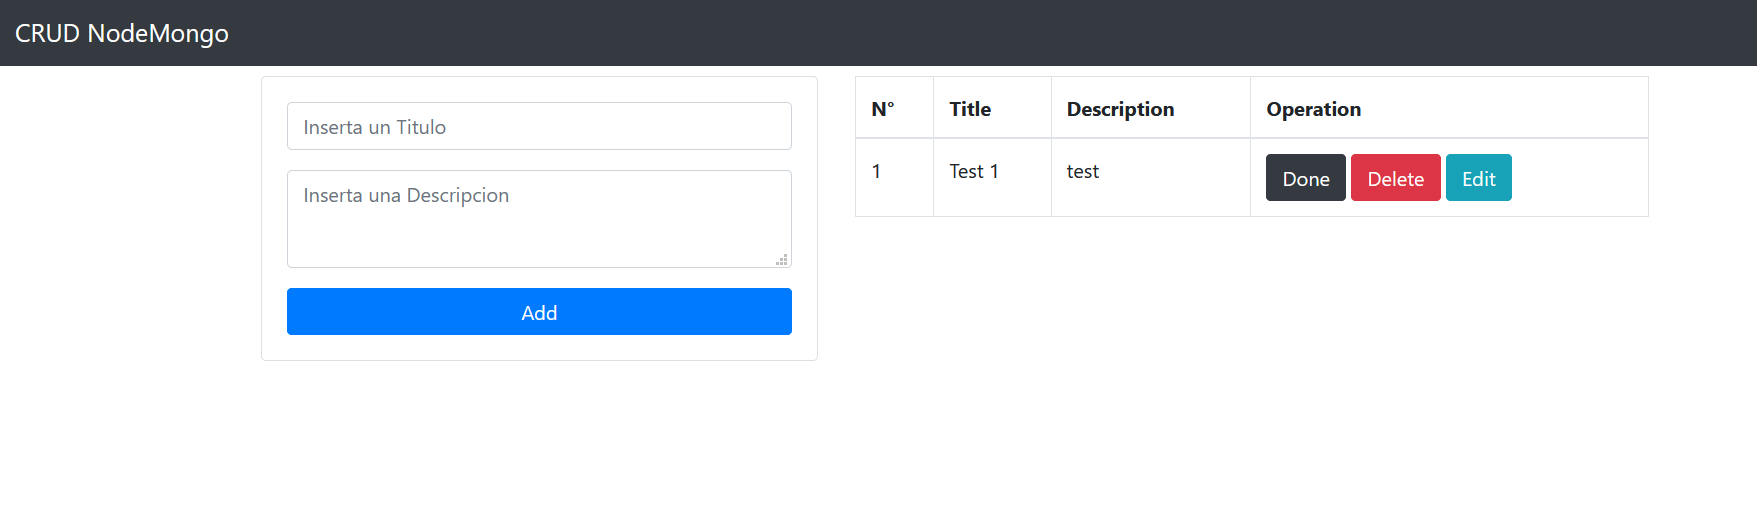 CRUD NodeMongo
Inserta un Titulo
Inserta una Descripcion
Add
N° Title Description Operation
1 Test 1 test Done Delete Edit